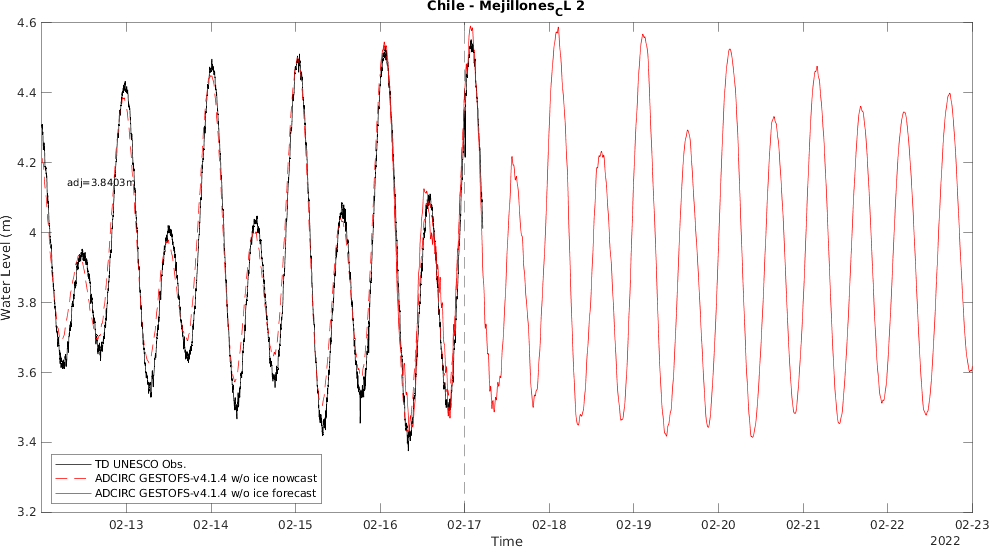 Chile - Mejillones_CL 2
4.6
4.4
4.2
4
3.8
3.6
3.4
3.2
Water Level (m)
adj=3.8403m
TD UNESCO Obs.
ADCIRC GESTOFS-v4.1.4 w/o ice nowcast
ADCIRC GESTOFS-v4.1.4 w/o ice forecast
02-13 02-14 02-15 02-16 02-17 02-18 02-19 02-20 02-21 02-22 02-23
Time
2022